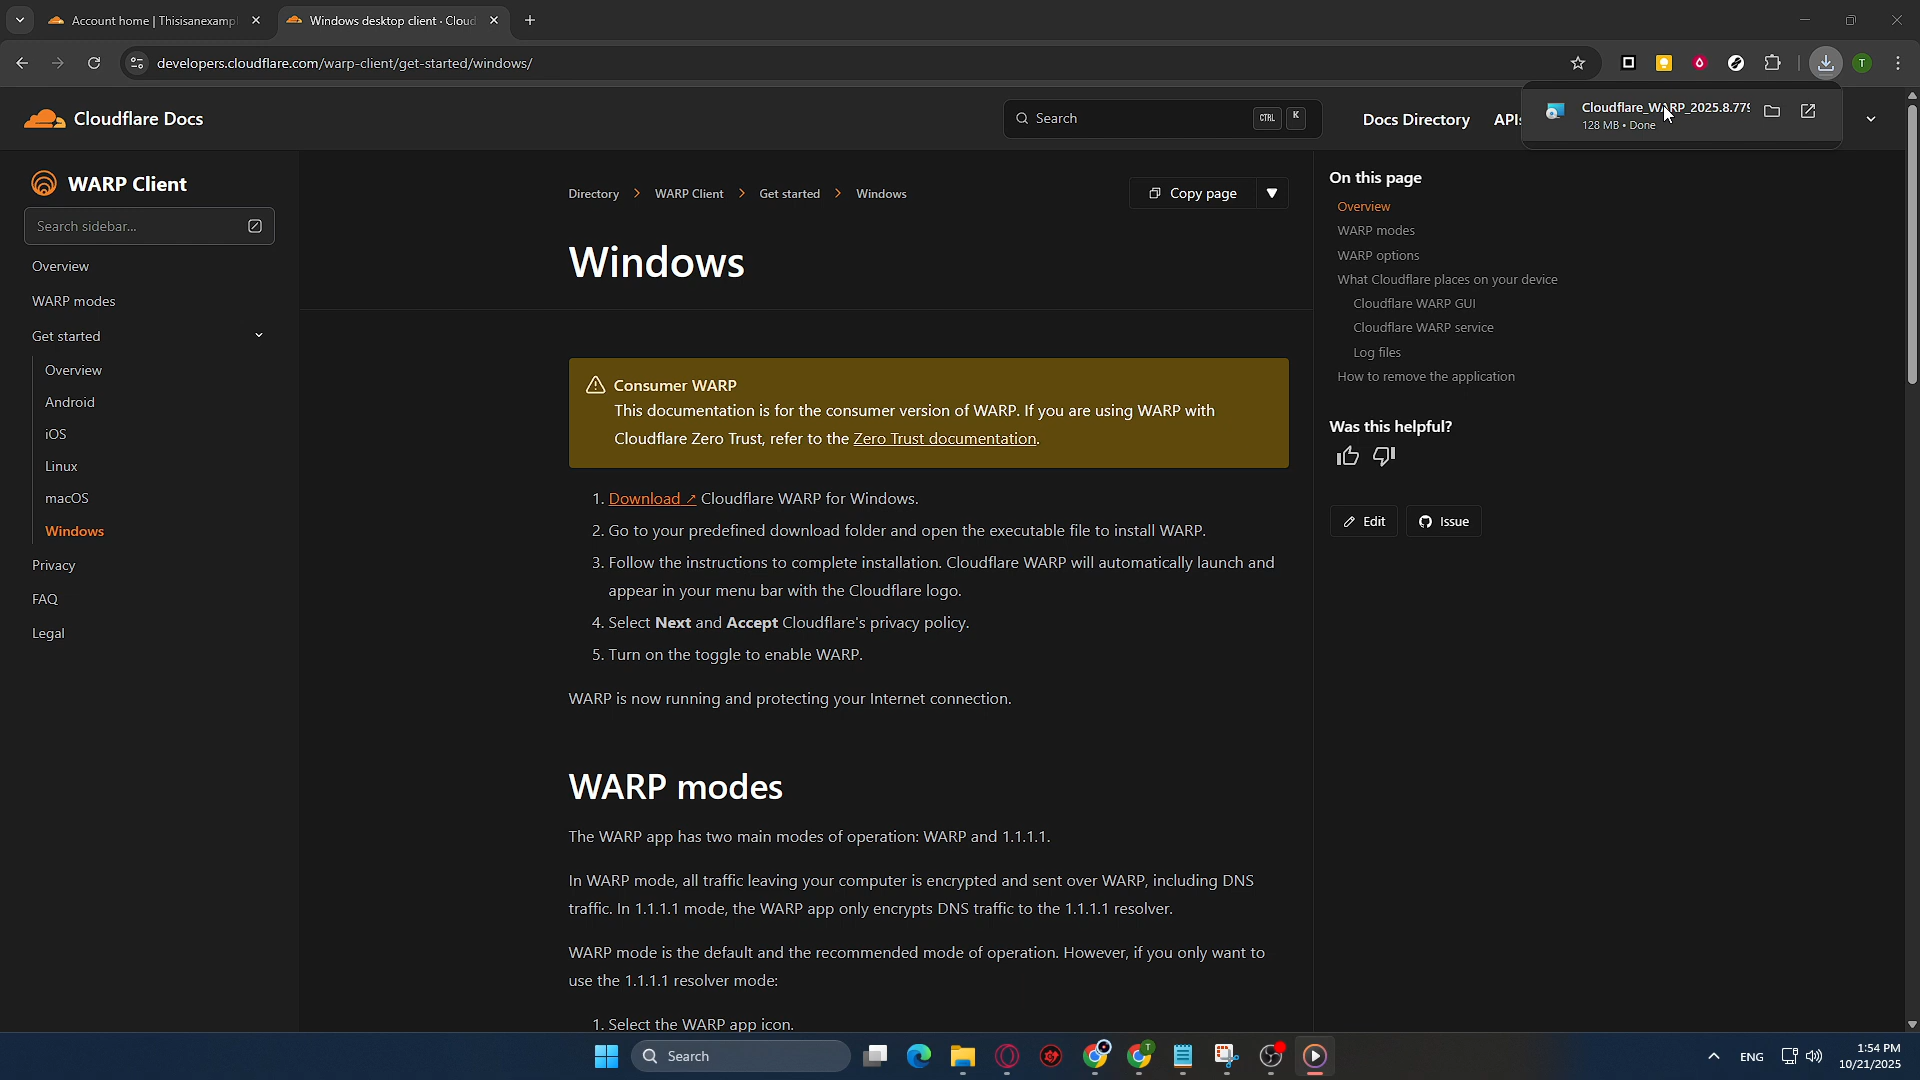 Account home | Thisisanexamp
Windows desktop client · Cloud
developers.cloudflare.com/warp-client/get-started/windows/
T
Cloudflare Docs
Search
CTRL
K
Docs Directory
APIs
Cloudflare_WARP_2025.8.779
128 MB • Done
WARP Client
Search sidebar...
Overview
WARP modes
Get started
Overview
Android
iOS
Linux
macOS
Windows
Privacy
FAQ
Legal
Directory
WARP Client
Get started
Windows
Copy page
Windows
Consumer WARP
This documentation is for the consumer version of WARP. If you are using WARP with
Cloudflare Zero Trust, refer to the Zero Trust documentation.
1. Download ↗ Cloudflare WARP for Windows.
2. Go to your predefined download folder and open the executable file to install WARP.
3. Follow the instructions to complete installation. Cloudflare WARP will automatically launch and
appear in your menu bar with the Cloudflare logo.
4. Select Next and Accept Cloudflare's privacy policy.
5. Turn on the toggle to enable WARP.
WARP is now running and protecting your Internet connection.
WARP modes
The WARP app has two main modes of operation: WARP and 1.1.1.1.
In WARP mode, all traffic leaving your computer is encrypted and sent over WARP, including DNS
traffic. In 1.1.1.1 mode, the WARP app only encrypts DNS traffic to the 1.1.1.1 resolver.
WARP mode is the default and the recommended mode of operation. However, if you only want to
use the 1.1.1.1 resolver mode:
1. Select the WARP app icon.
On this page
Overview
WARP modes
WARP options
What Cloudflare places on your device
Cloudflare WARP GUI
Cloudflare WARP service
Log files
How to remove the application
Was this helpful?
Edit
Issue
Search
T
ENG
1:54 PM
10/21/2025